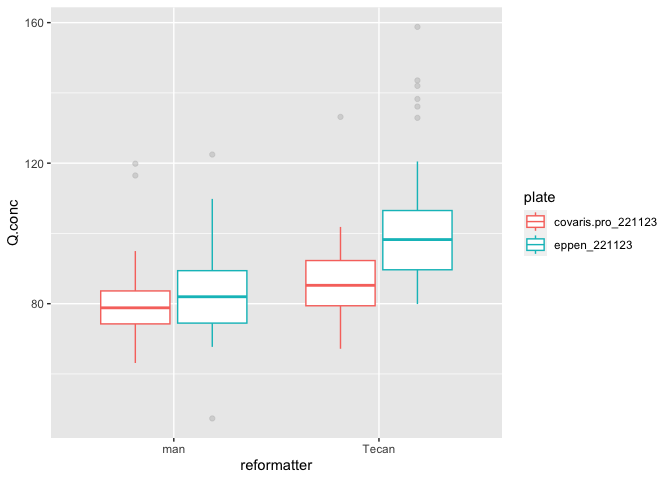 160
120
80
Q.conc
man
Tecan
reformatter
plate
covaris.pro_221123
eppen_221123